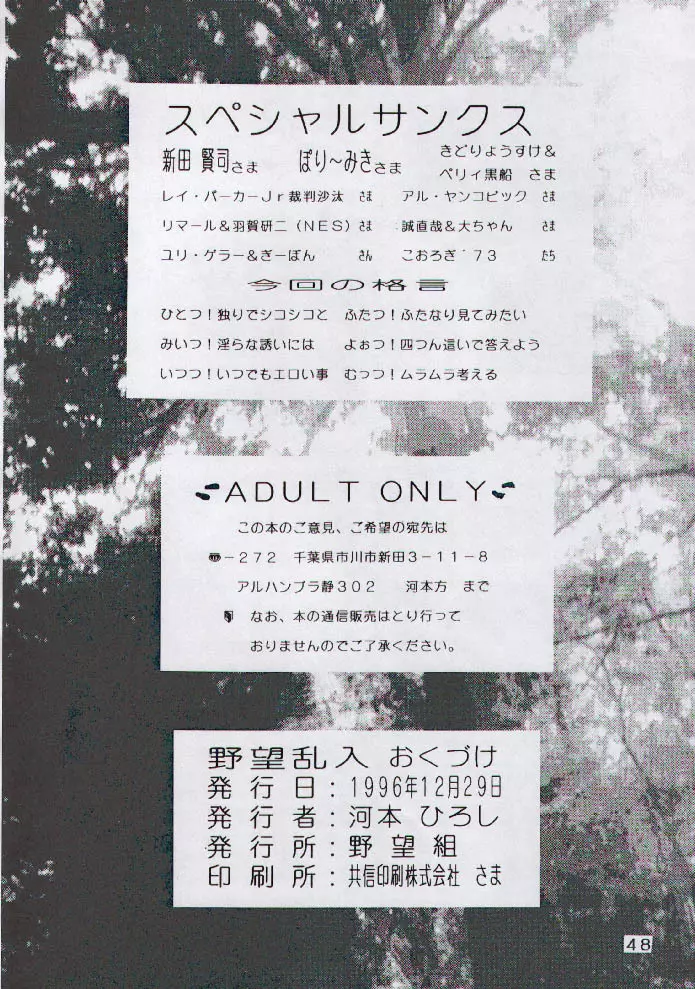 スペシャルサンクス
新田 賢司さま ぽり～みきさま きどりょうすけ＆
ペリィ黒船 さま
レイ・パーカーＪｒ裁判沙汰 さま アル・ヤンコビック さま
リマール＆羽賀研二（ＮＥＳ）さま 誠直哉＆大ちゃん さま
ユリ・ゲラー＆ぎーぼん さん こおろぎ´７３ たち
今回の格言
ひとつ！独りでシコシコと ふたつ！ふたなり見てみたい
みいつ！淫らな誘いには よぉつ！四つん這いで答えよう
いつつ！いつでもエロい事 むっつ！ムラムラ考える
ＡＤＵＬＴ ＯＮＬＹ
この本のご意見、ご希望の宛先は
－２７２ 千葉県市川市新田３－１１－８
アルハンブラ静３０２ 河本方 まで
なお、本の通信販売はとり行って
おりませんのでご了承ください。
野望乱入 おくづけ
発行日：1996年12月29日
発行者：河本 ひろし
発行所：野望組
印刷所：共信印刷株式会社 さま
48